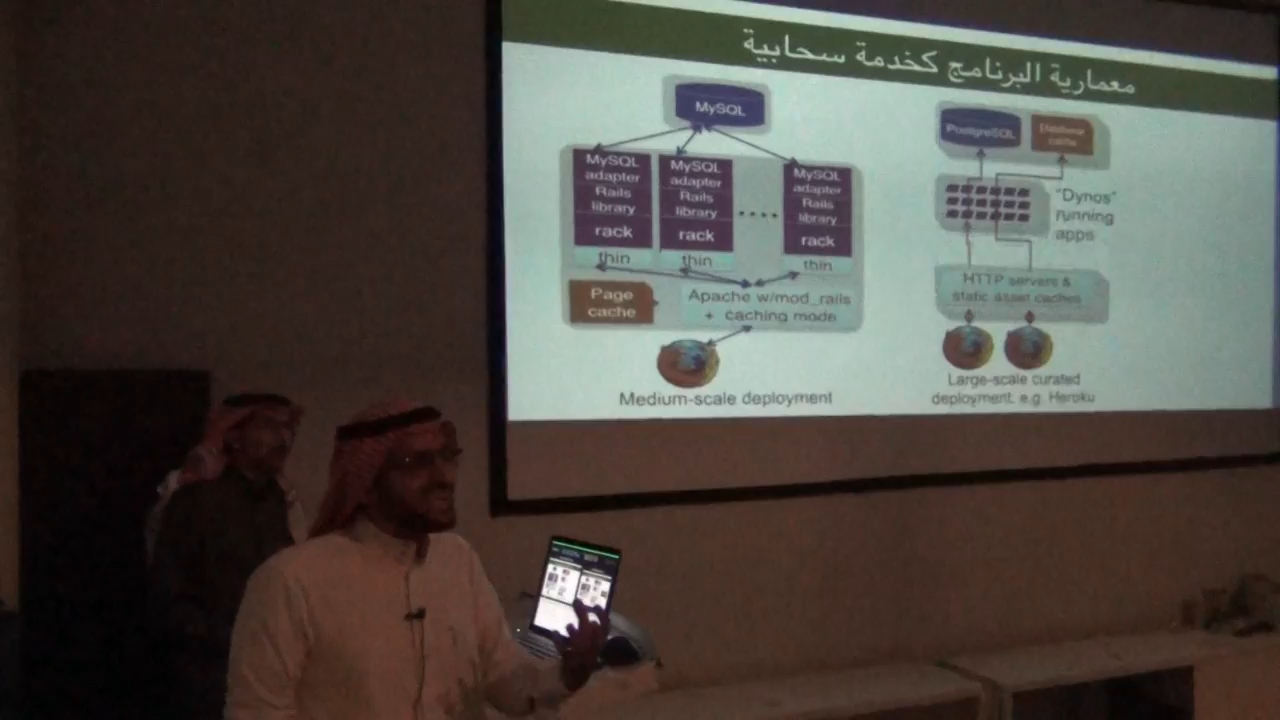 معمارية البرنامج كخدمة سحابية
MySQL
MySQL
adapter
Rails
library
rack
thin
MySQL
adapter
Rails
library
rack
thin
....
MySQL
adapter
Rails
library
rack
thin
Page
cache
Apache w/mod_rails
+ caching mode
Medium-scale deployment
PostgreSQL
"Dynos"
running
apps
HTTP servers &
static asset caches
Large-scale curated
deployment, e.g. Heroku